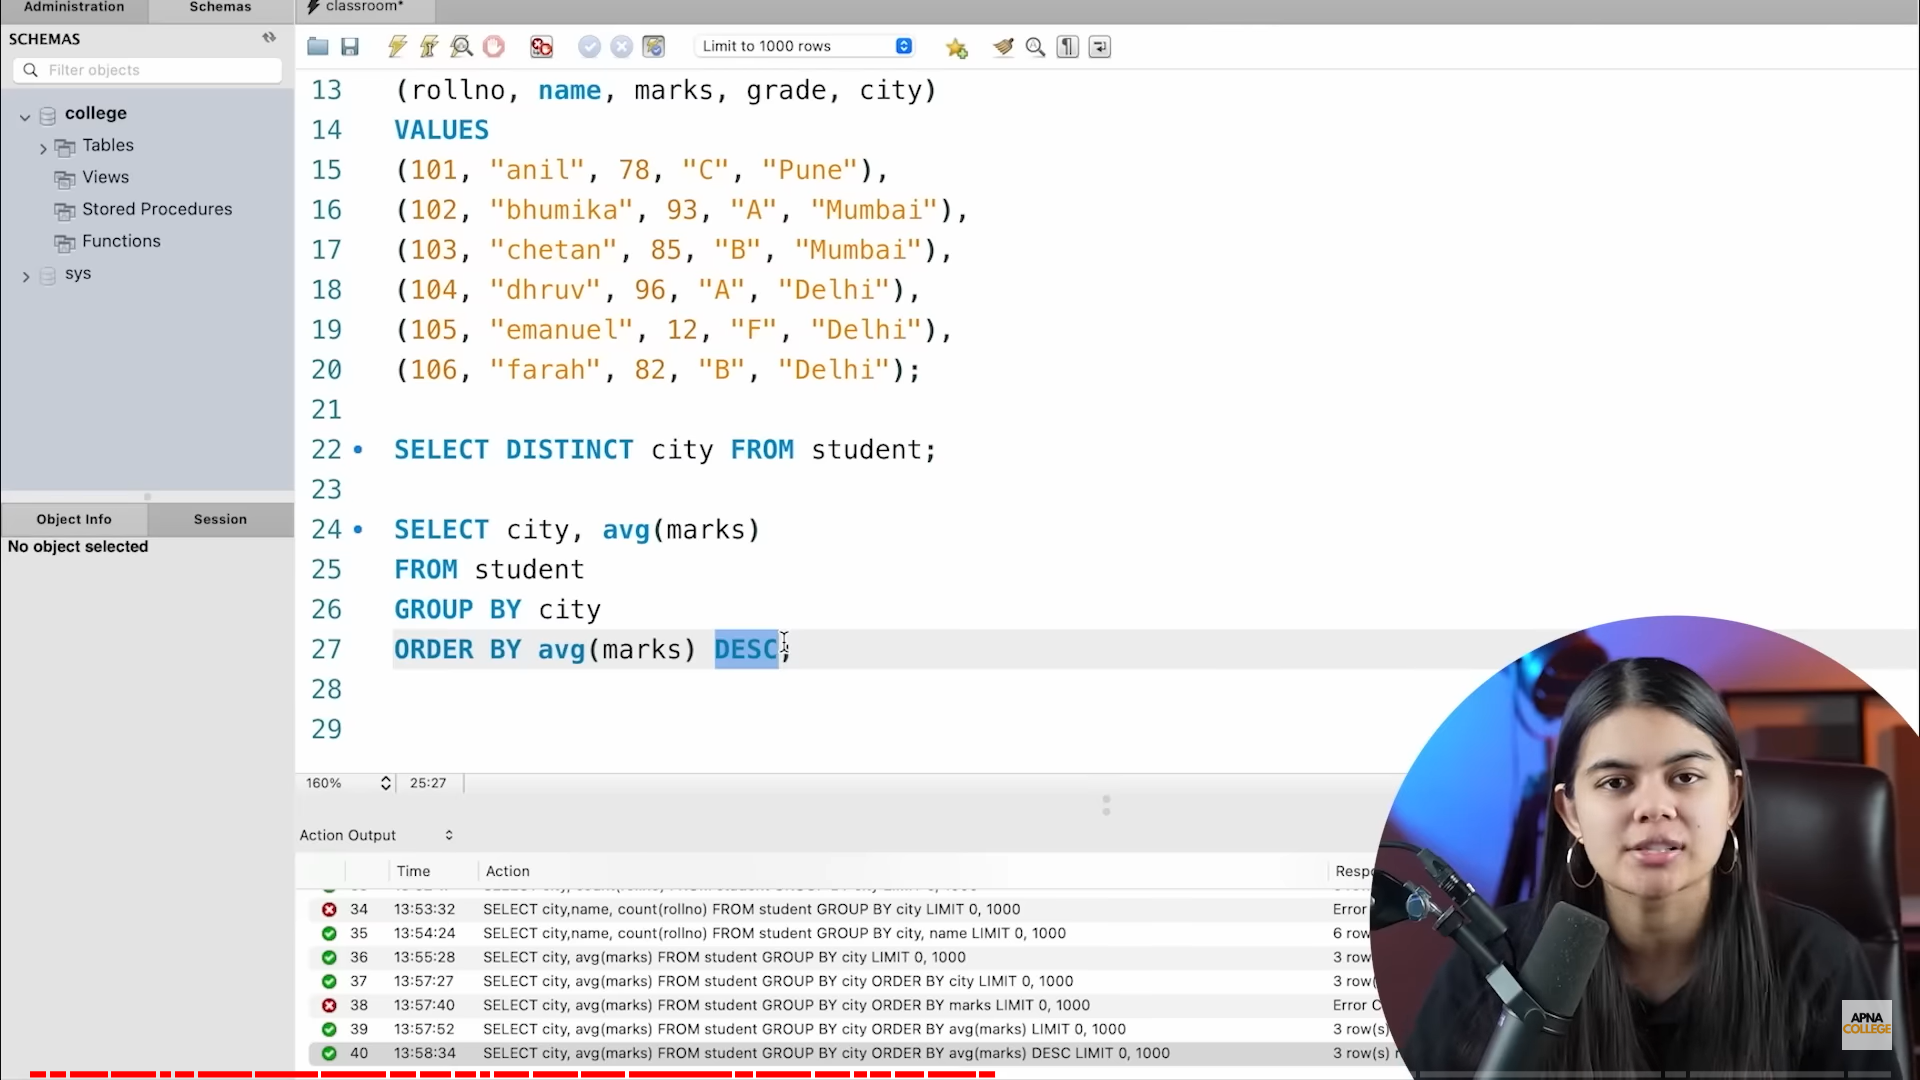 Administration
Schemas
classroom*
SCHEMAS
Filter objects
Limit to 1000 rows
college
Tables
Views
Stored Procedures
Functions
sys
Object Info
Session
No object selected
13 (rollno, name, marks, grade, city)
14 VALUES
15 (101, "anil", 78, "C", "Pune"),
16 (102, "bhumika", 93, "A", "Mumbai"),
17 (103, "chetan", 85, "B", "Mumbai"),
18 (104, "dhruv", 96, "A", "Delhi"),
19 (105, "emanuel", 12, "F", "Delhi"),
20 (106, "farah", 82, "B", "Delhi");
21
22 SELECT DISTINCT city FROM student;
23
24 SELECT city, avg(marks)
25 FROM student
26 GROUP BY city
27 ORDER BY avg(marks) DESC;
28
29
160% 25:27
Action Output
Time Action Resp
34 13:53:32 SELECT city,name, count(rollno) FROM student GROUP BY city LIMIT 0, 1000 Error
35 13:54:24 SELECT city,name, count(rollno) FROM student GROUP BY city, name LIMIT 0, 1000 6 row
36 13:55:28 SELECT city, avg(marks) FROM student GROUP BY city LIMIT 0, 1000 3 row
37 13:57:27 SELECT city, avg(marks) FROM student GROUP BY city ORDER BY city LIMIT 0, 1000 3 row(
38 13:57:40 SELECT city, avg(marks) FROM student GROUP BY city ORDER BY marks LIMIT 0, 1000 Error C
39 13:57:52 SELECT city, avg(marks) FROM student GROUP BY city ORDER BY avg(marks) LIMIT 0, 1000 3 row(s)
40 13:58:34 SELECT city, avg(marks) FROM student GROUP BY city ORDER BY avg(marks) DESC LIMIT 0, 1000 3 row(s) r
APNA
COLLEGE